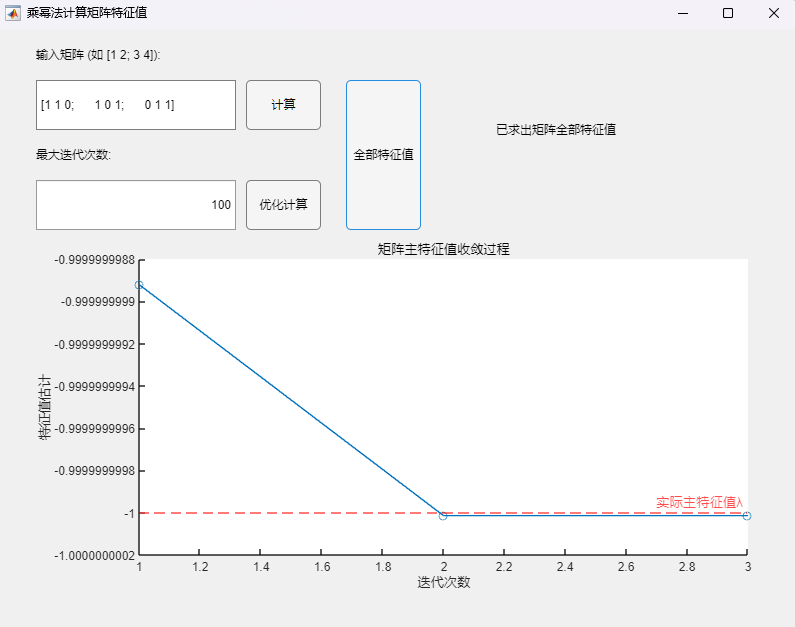 乘幂法计算矩阵特征值
输入矩阵 (如 [1 2; 3 4]):
[1 1 0; 1 0 1; 0 1 1]
计算
全部特征值
已求出矩阵全部特征值
最大迭代次数:
100
优化计算
矩阵主特征值收敛过程
-0.9999999988
-0.999999999
-0.9999999992
-0.9999999994
-0.9999999996
-0.9999999998
-1
-1.0000000002
特征值估计
实际主特征值λ
1 1.2 1.4 1.6 1.8 2 2.2 2.4 2.6 2.8 3
迭代次数